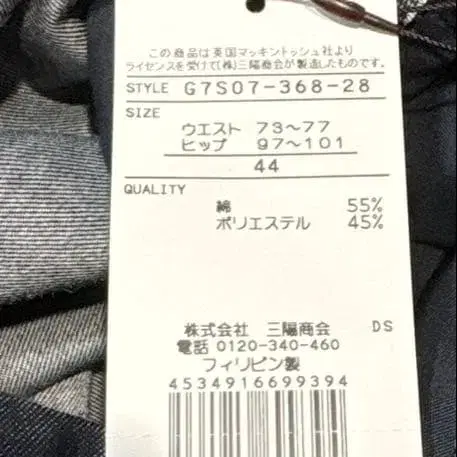 この商品は英国マッキントッシュ社より
ライセンスを受けて(株)三陽商会が製造したものです。
STYLE G7S07-368-28
SIZE
ウエスト 73~77
ヒップ 97~101
44
QUALITY
綿 55%
ポリエステル 45%
株式会社 三陽商会 DS
電話 0120-340-460
フィリピン製
4534916699394